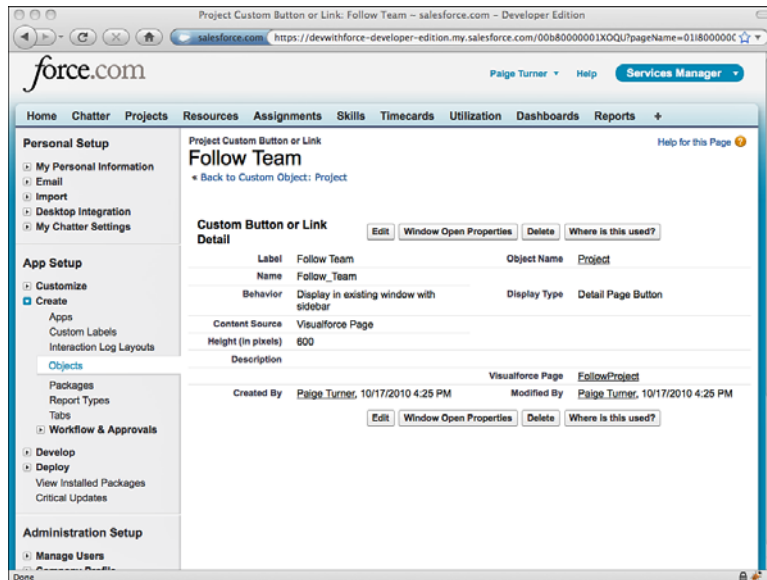 Project Custom Button or Link: Follow Team – salesforce.com – Developer Edition
salesforce.com https://devwithforce-developer-edition.my.salesforce.com/00b80000001XOQU?pageName=01I800000C
force.com
Paige Turner Help Services Manager
Home Chatter Projects Resources Assignments Skills Timecards Utilization Dashboards Reports +
Personal Setup
My Personal Information
Email
Import
Desktop Integration
My Chatter Settings
App Setup
Customize
Create
Apps
Custom Labels
Interaction Log Layouts
Objects
Packages
Report Types
Tabs
Workflow & Approvals
Develop
Deploy
View Installed Packages
Critical Updates
Administration Setup
Manage Users
Project Custom Button or Link
Help for this Page
Follow Team
« Back to Custom Object: Project
Custom Button or Link
Detail
Edit Window Open Properties Delete Where is this used?
Label Follow Team Object Name Project
Name Follow_Team
Behavior Display in existing window with
sidebar
Display Type Detail Page Button
Content Source Visualforce Page
Height (in pixels) 600
Description
Visualforce Page FollowProject
Created By Paige Turner, 10/17/2010 4:25 PM Modified By Paige Turner, 10/17/2010 4:25 PM
Edit Window Open Properties Delete Where is this used?
Done